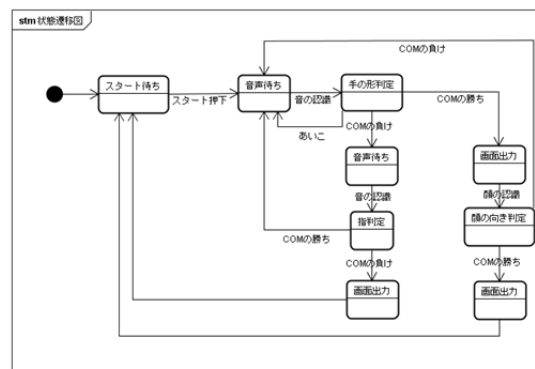 stm 状態遷移図
COMの負け
スタート待ち
音声待ち
手の形判定
スタート押下
音の認識
COMの勝ち
あいこ
COMの負け
音声待ち
画面出力
音の認識
顔の認識
指判定
顔の向き判定
COMの勝ち
COMの負け
COMの勝ち
画面出力
画面出力